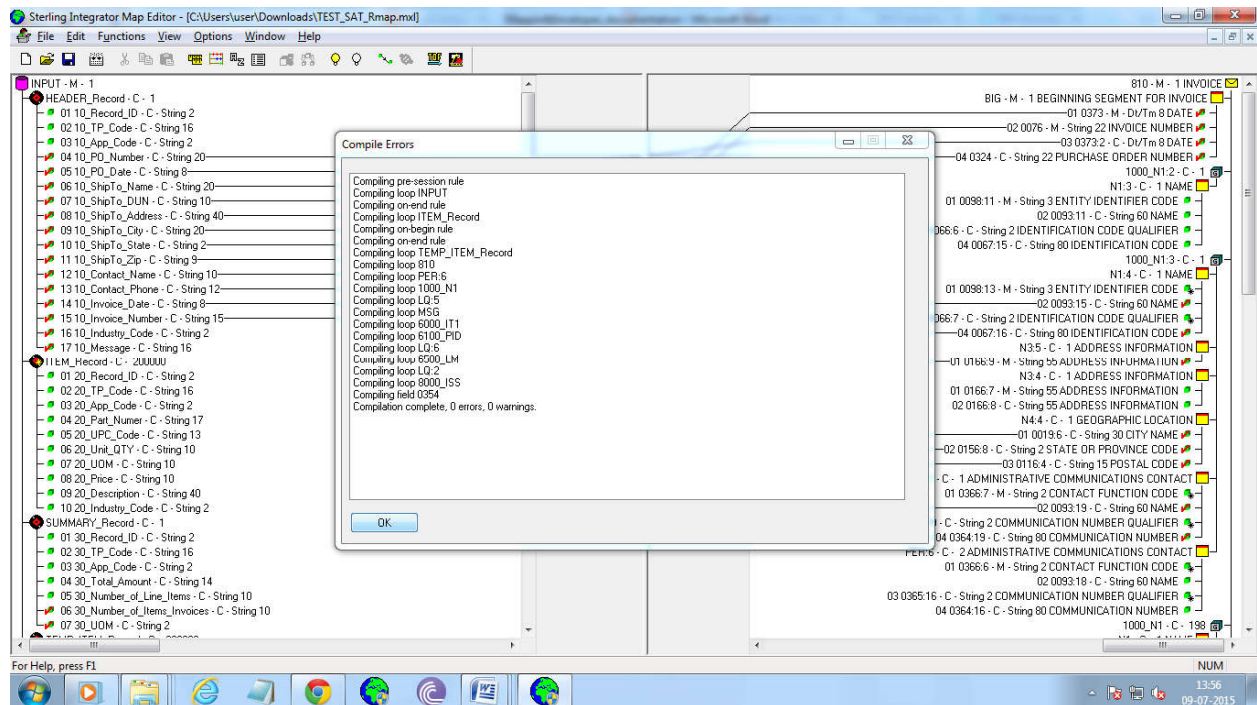 Sterling Integrator Map Editor - [C:\Users\user\Downloads\TEST_SAT_Rmap.mxl]
File Edit Functions View Options Window Help
INPUT - M - 1
HEADER_Record - C - 1
01 10_Record_ID - C - String 2
02 10_TP_Code - C - String 16
03 10_App_Code - C - String 2
04 10_PO_Number - C - String 20
05 10_PO_Date - C - String 8
06 10_ShipTo_Name - C - String 20
07 10_ShipTo_DUN - C - String 10
08 10_ShipTo_Address - C - String 40
09 10_ShipTo_City - C - String 20
10 10_ShipTo_State - C - String 2
11 10_ShipTo_Zip - C - String 9
12 10_Contact_Name - C - String 10
13 10_Contact_Phone - C - String 12
14 10_Invoice_Date - C - String 8
15 10_Invoice_Number - C - String 15
16 10_Industry_Code - C - String 2
17 10_Message - C - String 16
ITEM_Record - C - 200000
01 20_Record_ID - C - String 2
02 20_TP_Code - C - String 16
03 20_App_Code - C - String 2
04 20_Part_Numer - C - String 17
05 20_UPC_Code - C - String 13
06 20_Unit_QTY - C - String 10
07 20_UOM - C - String 10
08 20_Price - C - String 10
09 20_Description - C - String 40
10 20_Industry_Code - C - String 2
SUMMARY_Record - C - 1
01 30_Record_ID - C - String 2
02 30_TP_Code - C - String 16
03 30_App_Code - C - String 2
04 30_Total_Amount - C - String 14
05 30_Number_of_Line_Items - C - String 10
06 30_Number_of_Items_Invoices - C - String 10
07 30_UOM - C - String 2
Compile Errors
Compiling pre-session rule
Compiling loop INPUT
Compiling on-end rule
Compiling loop ITEM_Record
Compiling on-begin rule
Compiling on-end rule
Compiling loop TEMP_ITEM_Record
Compiling loop 810
Compiling loop PER:6
Compiling loop 1000_N1
Compiling loop LQ:5
Compiling loop MSG
Compiling loop 6000_IT1
Compiling loop 6100_PID
Compiling loop LQ:6
Compiling loop 6500_LM
Compiling loop LQ:2
Compiling loop 8000_ISS
Compiling field 0354
Compilation complete, 0 errors, 0 warnings.
OK
810 - M - 1 INVOICE
BIG - M - 1 BEGINNING SEGMENT FOR INVOICE
01 0373 - M - Dt/Tm 8 DATE
02 0076 - M - String 22 INVOICE NUMBER
03 0373:2 - C - Dt/Tm 8 DATE
04 0324 - C - String 22 PURCHASE ORDER NUMBER
1000_N1:2 - C - 1
N1:3 - C - 1 NAME
01 0098:11 - M - String 3 ENTITY IDENTIFIER CODE
02 0093:11 - C - String 60 NAME
066:6 - C - String 2 IDENTIFICATION CODE QUALIFIER
04 0067:15 - C - String 80 IDENTIFICATION CODE
1000_N1:3 - C - 1
N1:4 - C - 1 NAME
01 0098:13 - M - String 3 ENTITY IDENTIFIER CODE
02 0093:15 - C - String 60 NAME
066:7 - C - String 2 IDENTIFICATION CODE QUALIFIER
04 0067:16 - C - String 80 IDENTIFICATION CODE
N3:5 - C - 1 ADDRESS INFORMATION
01 0166:9 - M - String 55 ADDRESS INFORMATION
N3:4 - C - 1 ADDRESS INFORMATION
01 0166:7 - M - String 55 ADDRESS INFORMATION
02 0166:8 - C - String 55 ADDRESS INFORMATION
N4:4 - C - 1 GEOGRAPHIC LOCATION
01 0019:6 - C - String 30 CITY NAME
02 0156:8 - C - String 2 STATE OR PROVINCE CODE
03 0116:4 - C - String 15 POSTAL CODE
- C - 1 ADMINISTRATIVE COMMUNICATIONS CONTACT
01 0366:7 - M - String 2 CONTACT FUNCTION CODE
02 0093:19 - C - String 60 NAME
- C - String 2 COMMUNICATION NUMBER QUALIFIER
04 0364:19 - C - String 80 COMMUNICATION NUMBER
PER:6 - C - 2 ADMINISTRATIVE COMMUNICATIONS CONTACT
01 0366:6 - M - String 2 CONTACT FUNCTION CODE
02 0093:18 - C - String 60 NAME
03 0365:16 - C - String 2 COMMUNICATION NUMBER QUALIFIER
04 0364:16 - C - String 80 COMMUNICATION NUMBER
1000_N1 - C - 198
For Help, press F1
NUM
13:56
09-07-2015